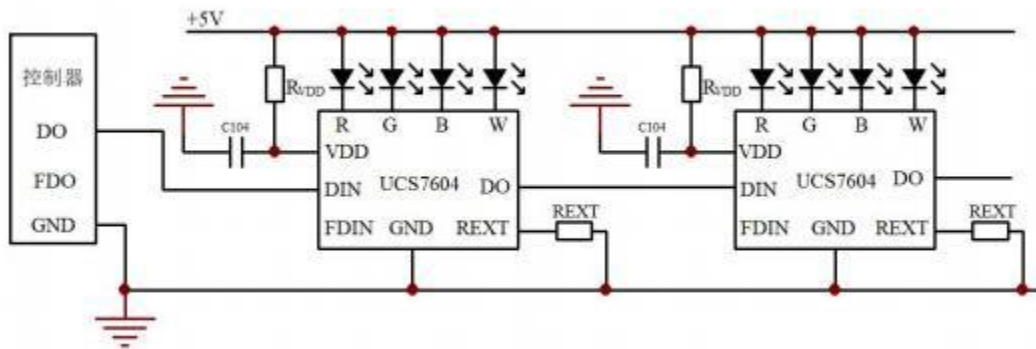 +5V
控制器
DO
FDO
GND
RVDD
C104
R G B W
VDD
DIN
UCS7604
DO
FDIN GND REXT
REXT
RVDD
C104
R G B W
VDD
DIN
UCS7604
DO
FDIN GND REXT
REXT